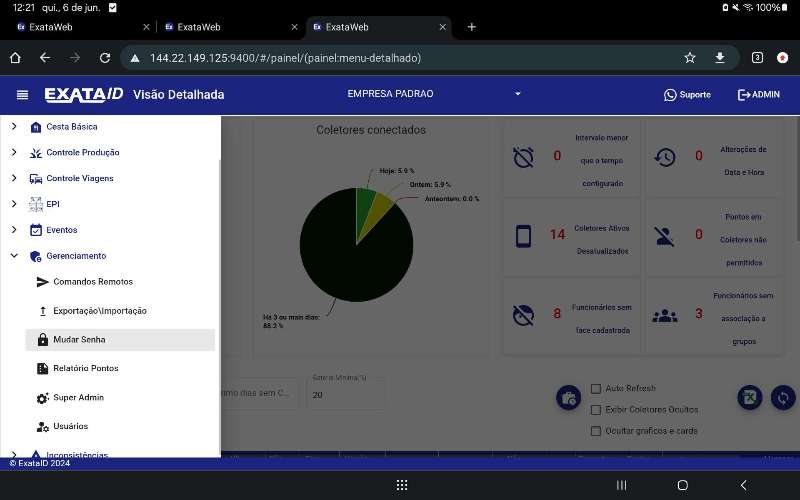 12:21 qui., 6 de jun.
100%
ExataWeb
ExataWeb
ExataWeb
144.22.149.125:9400/#/painel/(painel:menu-detalhado)
3
EXATAID
Visão Detalhada
EMPRESA PADRAO
Suporte
ADMIN
Cesta Básica
Controle Produção
Controle Viagens
EPI
Eventos
Gerenciamento
Comandos Remotos
Exportação\Importação
Mudar Senha
Relatório Pontos
Super Admin
Usuários
Inconsistências
Coletores conectados
Hoje: 5.9 %
Ontem: 5.9 %
Anteontem: 0.0 %
Há 3 ou mais dias:
88.2 %
0
Intervalo menor
que o tempo
configurado
0
Alterações de
Data e Hora
14
Coletores Ativos
Desatualizados
0
Pontos em
Coletores não
permitidos
8
Funcionários sem
face cadastrada
3
Funcionários sem
associação a
grupos
imo dias sem C...
Bateria Mínima(%)
20
Auto Refresh
Exibir Coletores Ocultos
Ocultar graficos e cards
© ExataID 2024